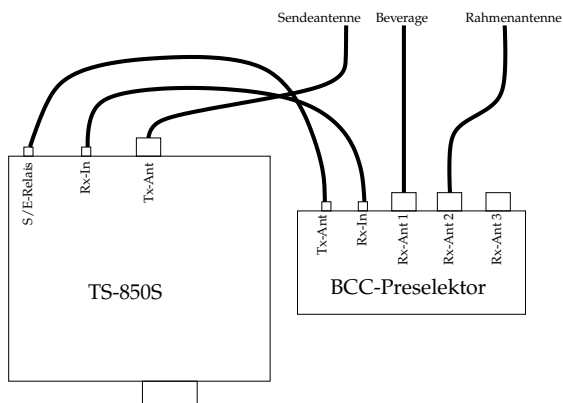 Sendeantenne
Beverage
Rahmenantenne
S/E-Relais
Rx-In
Tx-Ant
TS-850S
Tx-Ant
Rx-In
Rx-Ant 1
Rx-Ant 2
Rx-Ant 3
BCC-Preselektor